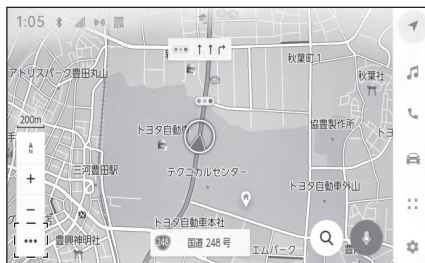 1:05
秋葉町1
アドリスパーク豊田丸山
秋葉社
200m
トヨタ自動車
協豊製作所
トヨ
N
三河豊田駅
テクニカルセンター
トヨタ自動車外山
トヨタ自動車本社
豊興神明社
248
国道 248 号
エムパーク